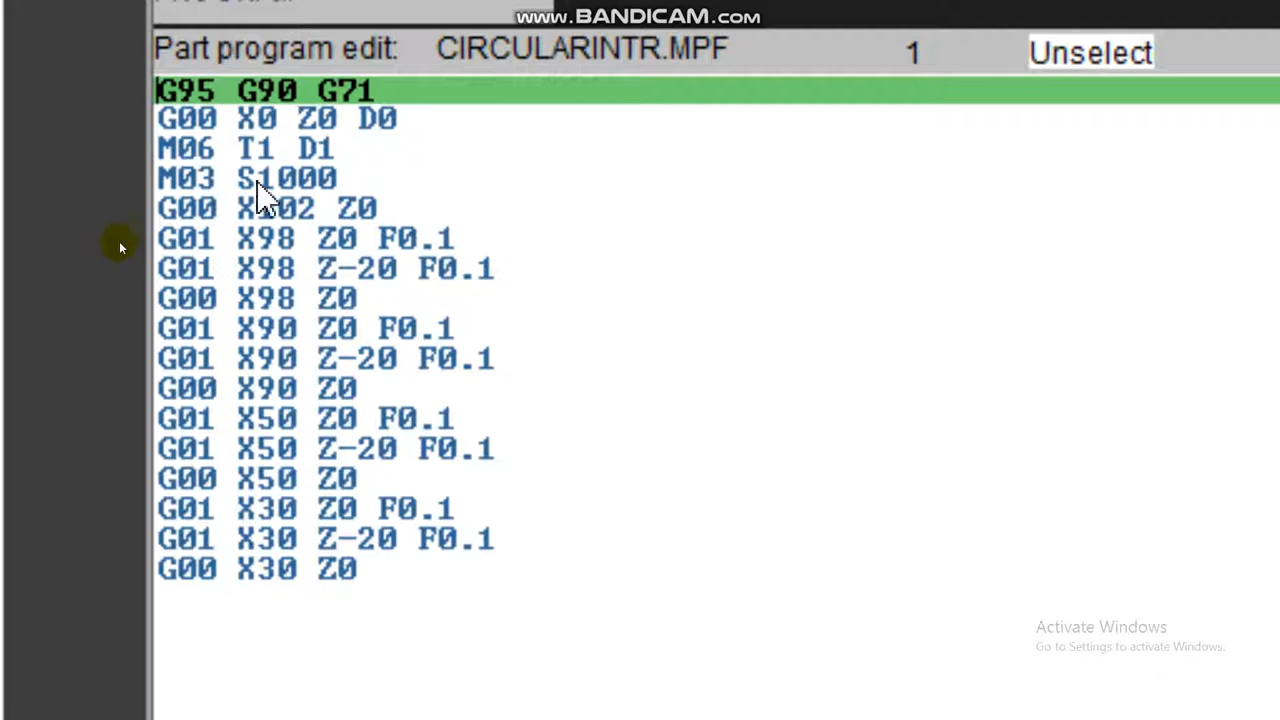 www.BANDICAM.com
Part program edit: CIRCULARINTR.MPF 1 Unselect
G95 G90 G71
G00 X0 Z0 D0
M06 T1 D1
M03 S1000
G00 X102 Z0
G01 X98 Z0 F0.1
G01 X98 Z-20 F0.1
G00 X98 Z0
G01 X90 Z0 F0.1
G01 X90 Z-20 F0.1
G00 X90 Z0
G01 X50 Z0 F0.1
G01 X50 Z-20 F0.1
G00 X50 Z0
G01 X30 Z0 F0.1
G01 X30 Z-20 F0.1
G00 X30 Z0
Activate Windows
Go to Settings to activate Windows.